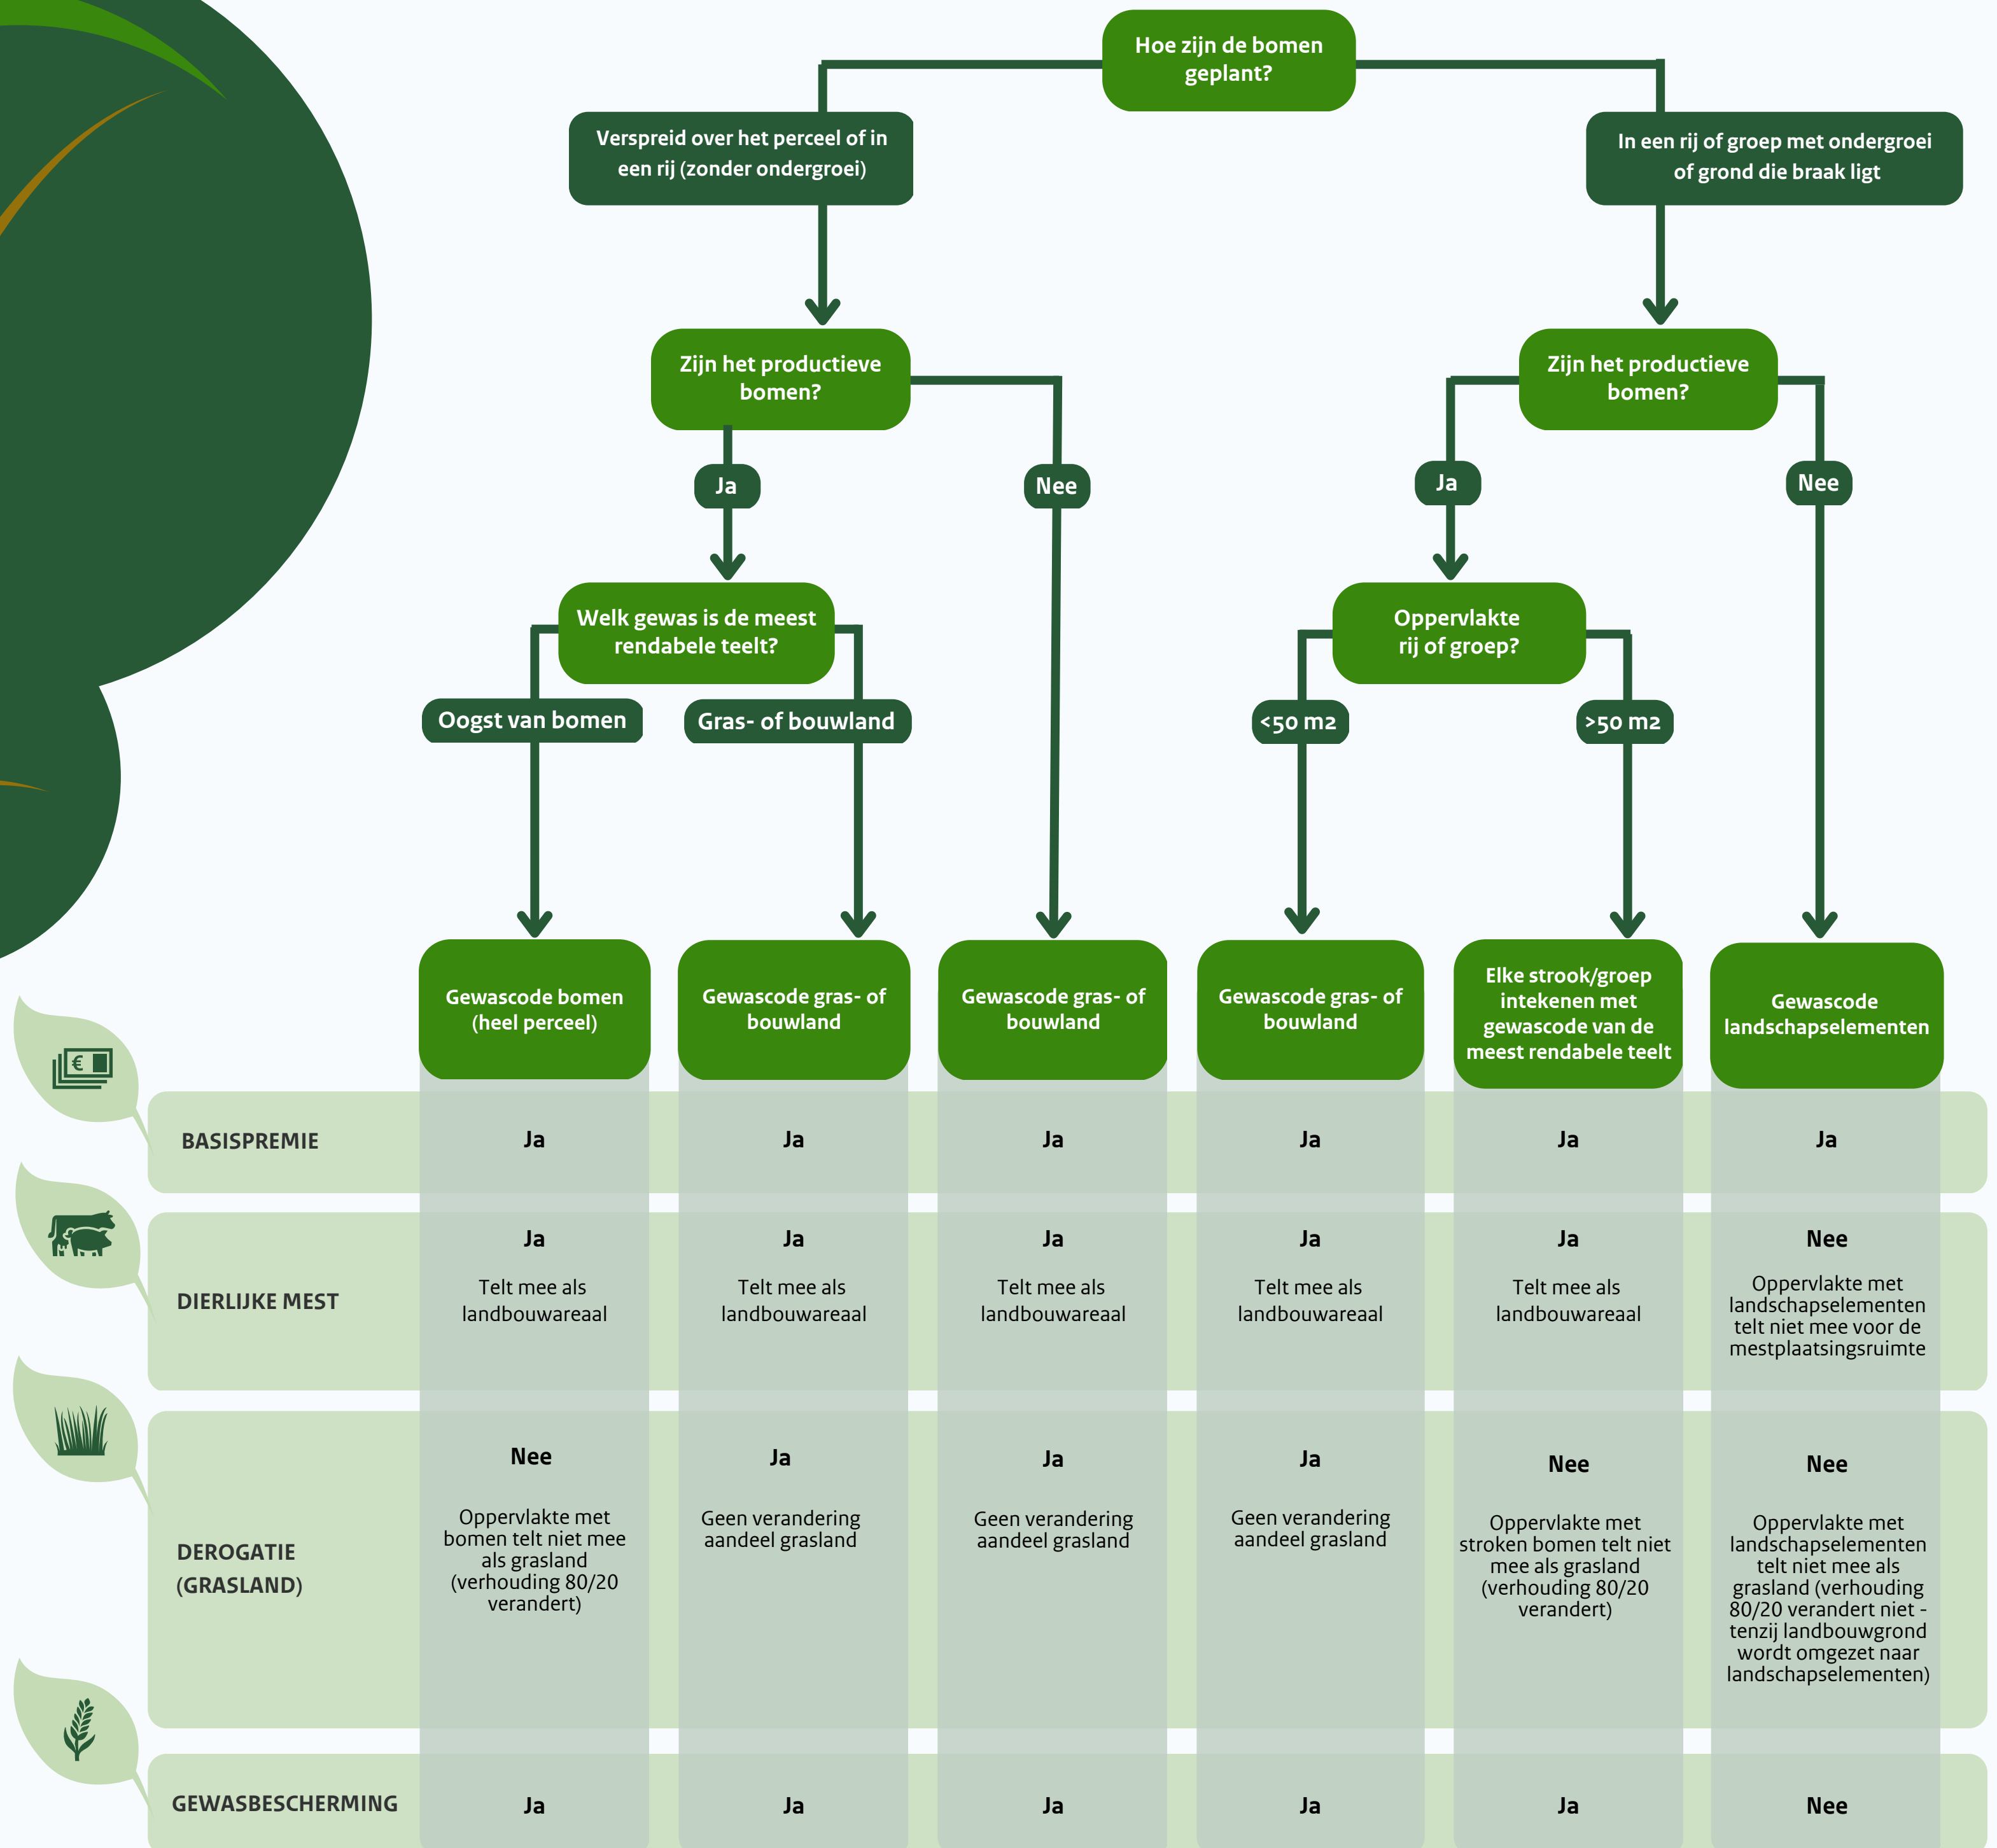 Hoe zijn de bomen
geplant?
Verspreid over het perceel of in
een rij (zonder ondergroei)
In een rij of groep met ondergroei
of grond die braak ligt
Zijn het productieve
bomen?
Zijn het productieve
bomen?
Ja
Nee
Ja
Nee
Welk gewas is de meest
rendabele teelt?
Oppervlakte
rij of groep?
Oogst van bomen
Gras- of bouwland
<50 m2
>50 m2
Gewascode bomen
(heel perceel)
Gewascode gras- of
bouwland
Gewascode gras- of
bouwland
Gewascode gras- of
bouwland
Elke strook/groep
intekenen met
gewascode van de
meest rendabele teelt
Gewascode
landschapselementen
€
BASISPREMIE
Ja
Ja
Ja
Ja
Ja
Ja
DIERLIJKE MEST
Ja
Telt mee als
landbouwareaal
Ja
Telt mee als
landbouwareaal
Ja
Telt mee als
landbouwareaal
Ja
Telt mee als
landbouwareaal
Ja
Telt mee als
landbouwareaal
Nee
Oppervlakte met
landschapselementen
telt niet mee voor de
mestplaatsingsruimte
DEROGATIE
(GRASLAND)
Nee
Oppervlakte met
bomen telt niet mee
als grasland
(verhouding 80/20
verandert)
Ja
Geen verandering
aandeel grasland
Ja
Geen verandering
aandeel grasland
Ja
Geen verandering
aandeel grasland
Nee
Oppervlakte met
stroken bomen telt niet
mee als grasland
(verhouding 80/20
verandert)
Nee
Oppervlakte met
landschapselementen
telt niet mee als
grasland (verhouding
80/20 verandert niet -
tenzij landbouwgrond
wordt omgezet naar
landschapselementen)
GEWASBESCHERMING
Ja
Ja
Ja
Ja
Ja
Nee